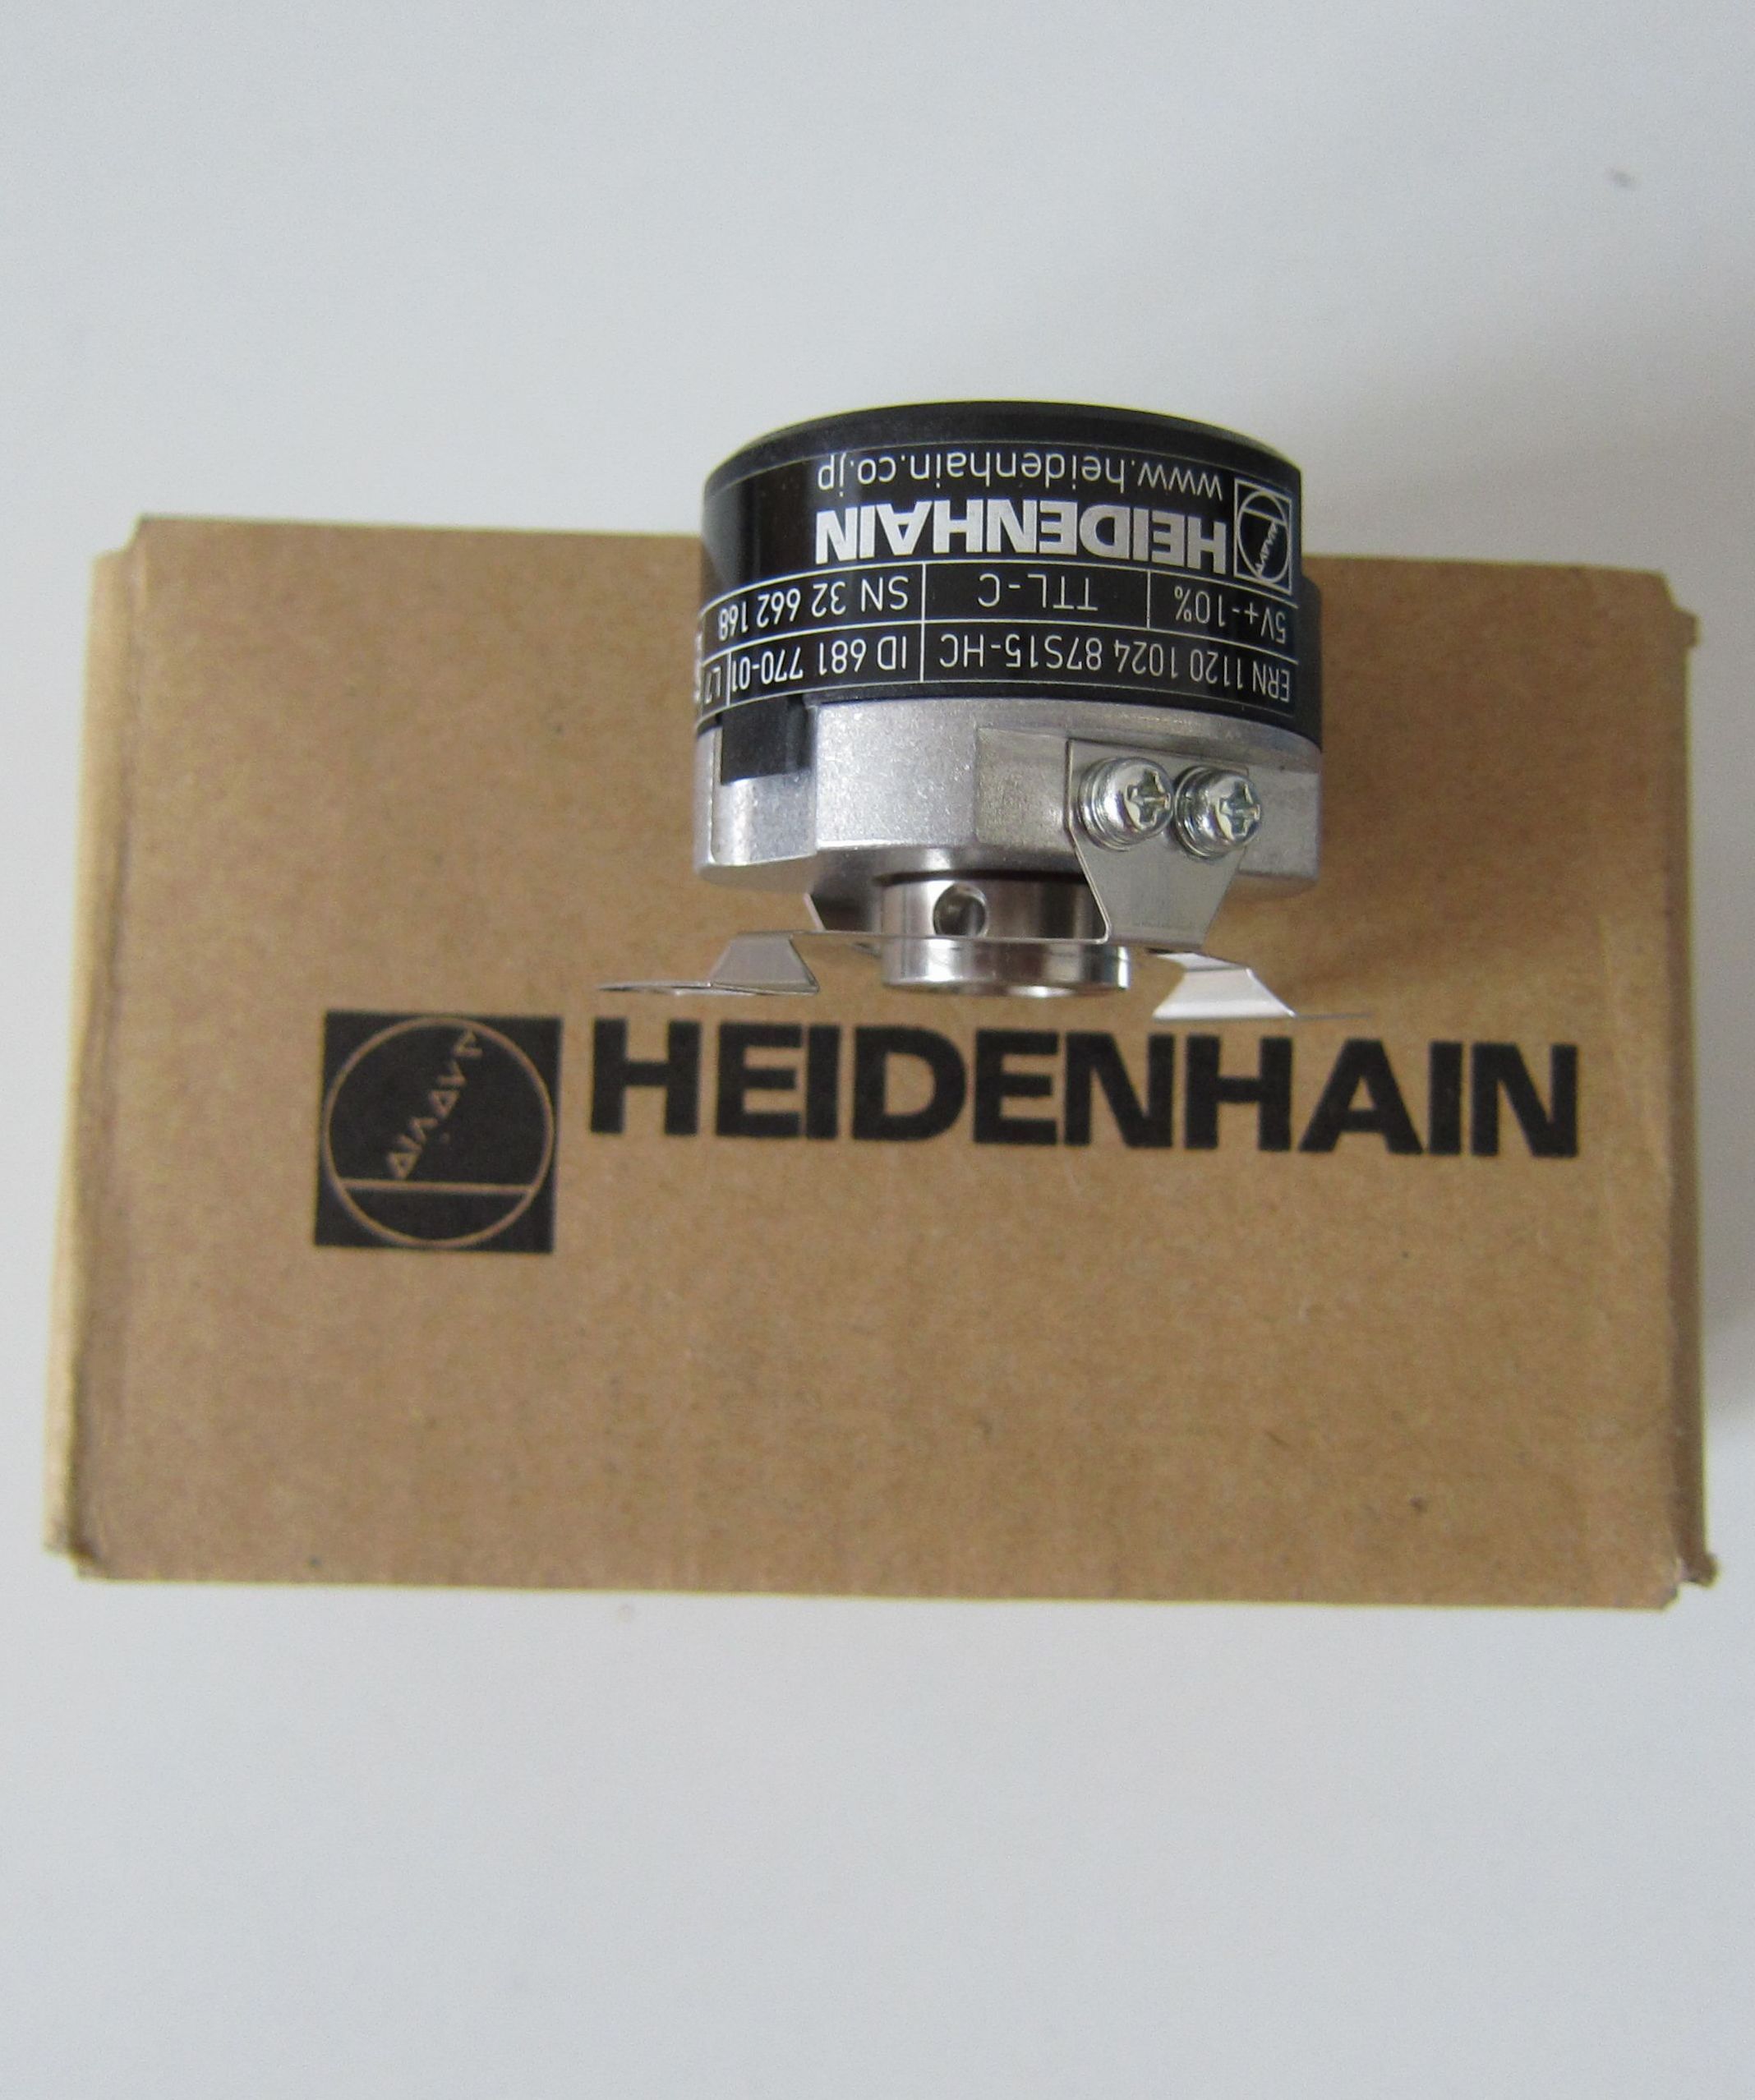 ERN 1120 1024 87S15-HC ID 681 770-01
5V+-10% TTL-C SN 32 662 168
HEIDENHAIN
www.heidenhain.co.jp
HEIDENHAIN